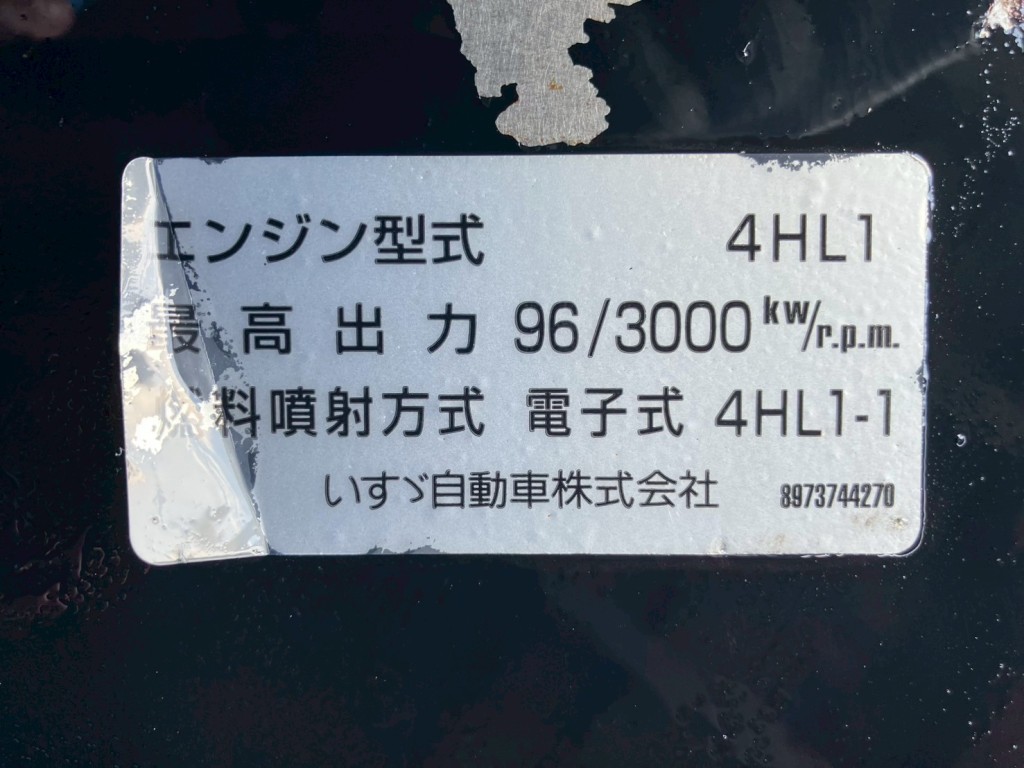 エンジン型式 4HL1
最高出力 96/3000 kw/r.p.m.
料噴射方式 電子式 4HL1-1
いすゞ自動車株式会社 8973744270